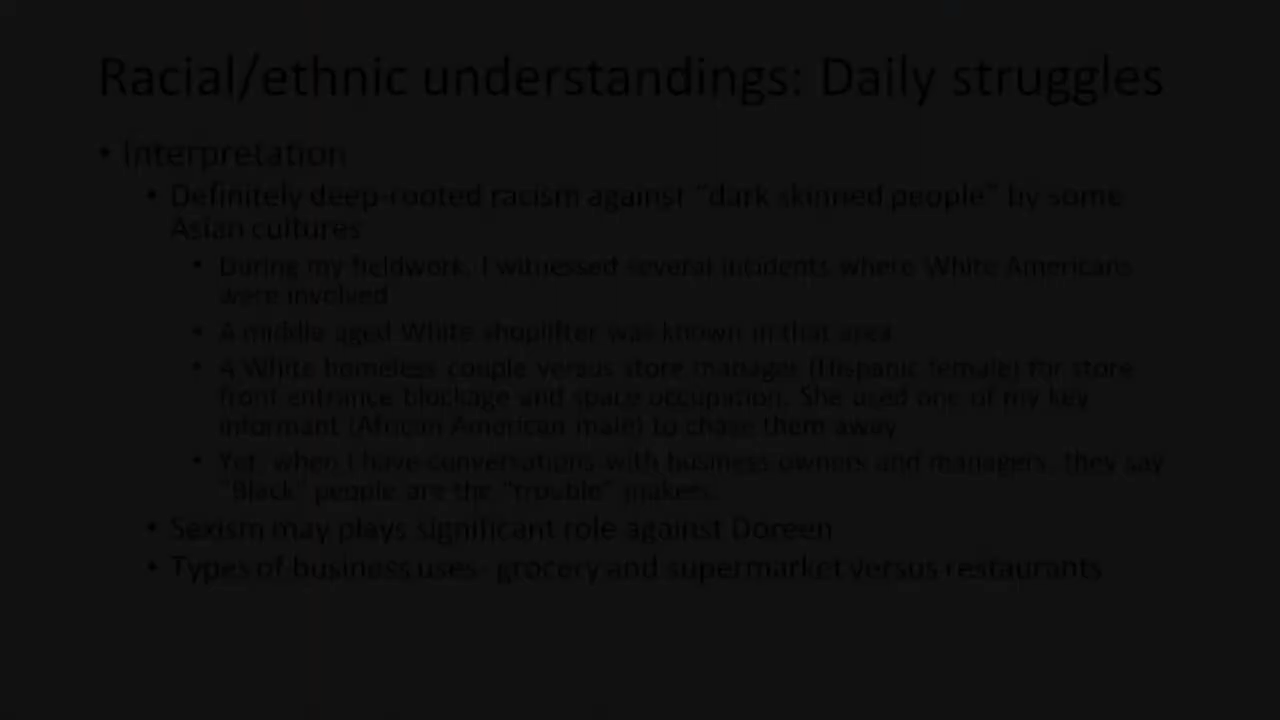 Racial/ethnic understandings: Daily struggles
• Interpretation
• Definitely deep-rooted racism against "dark skinned people" by some
Asian cultures
• During my fieldwork, I witnessed several incidents where White Americans
were involved
• A middle aged White shoplifter was known in that area
• A White homeless couple versus store manager (Hispanic female) for store
front entrance blockage and space occupation. She used one of my key
informant (African American male) to chase them away
• Yet, when I have conversations with business owners and managers, they say
"Black" people are the "trouble" makers.
• Sexism may plays significant role against Doreen
• Types of business uses- grocery and supermarket versus restaurants